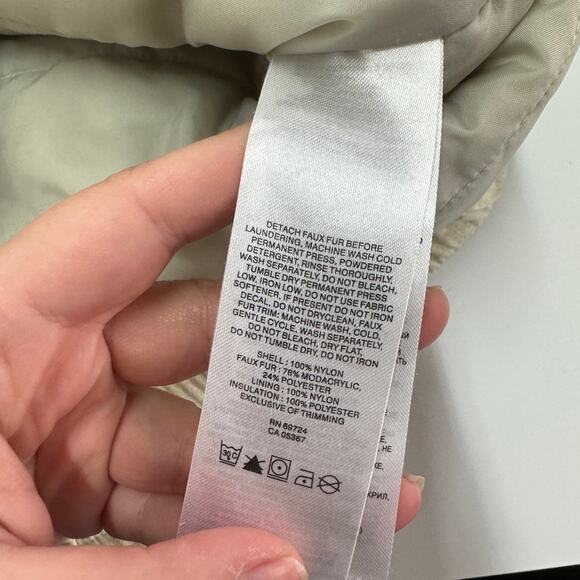 DETACH FAUX FUR BEFORE
LAUNDERING, MACHINE WASH COLD
PERMANENT PRESS, POWDERED
DETERGENT, RINSE THOROUGHLY,
WASH SEPARATELY, DO NOT BLEACH,
TUMBLE DRY PERMANENT PRESS
LOW, IRON LOW, DO NOT USE FABRIC
SOFTENER. IF PRESENT DO NOT IRON
DECAL, DO NOT DRYCLEAN, FAUX
FUR TRIM: MACHINE WASH, COLD,
GENTLE CYCLE, WASH SEPARATELY,
DO NOT BLEACH, DRY FLAT,
DO NOT TUMBLE DRY, DO NOT IRON
SHELL : 100% NYLON
FAUX FUR : 76% MODACRYLIC,
24% POLYESTER
LINING : 100% NYLON
INSULATION : 100% POLYESTER
EXCLUSIVE OF TRIMMING
RN 69724
CA 05367
30C